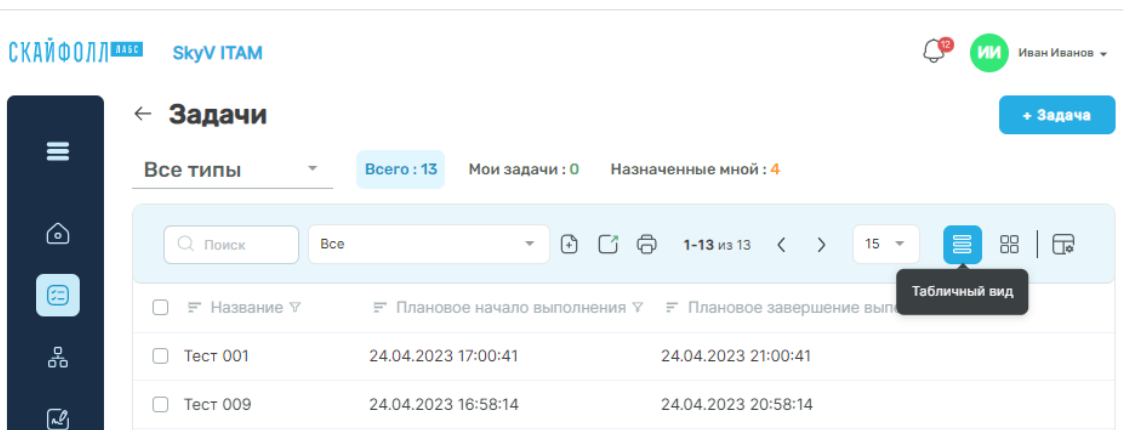 СКАЙФОЛЛ ЛАБС SkyV ITAM 12 ИИ Иван Иванов
← Задачи + Задача
Все типы Всего : 13 Мои задачи : 0 Назначенные мной : 4
Поиск Все 1-13 из 13 15
Табличный вид
Название Плановое начало выполнения Плановое завершение вып
Тест 001 24.04.2023 17:00:41 24.04.2023 21:00:41
Тест 009 24.04.2023 16:58:14 24.04.2023 20:58:14